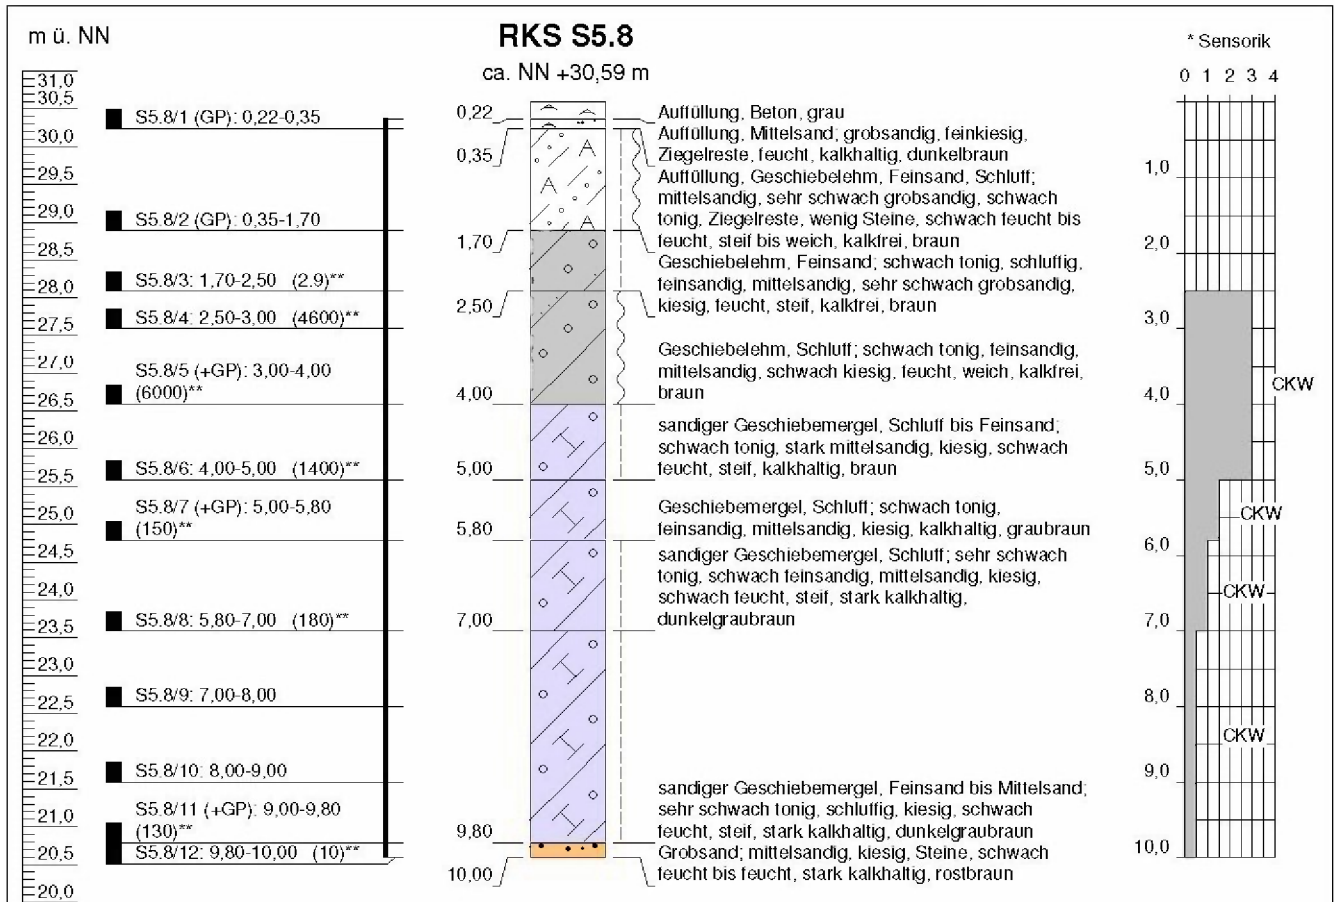 m ü. NN
RKS S5.8
ca. NN +30,59 m
* Sensorik
0 1 2 3 4
31,0
30,5
30,0
29,5
29,0
28,5
28,0
27,5
27,0
26,5
26,0
25,5
25,0
24,5
24,0
23,5
23,0
22,5
22,0
21,5
21,0
20,5
20,0
S5.8/1 (GP): 0,22-0,35
S5.8/2 (GP): 0,35-1,70
S5.8/3: 1,70-2,50 (2.9)**
S5.8/4: 2,50-3,00 (4600)**
S5.8/5 (+GP): 3,00-4,00
(6000)**
S5.8/6: 4,00-5,00 (1400)**
S5.8/7 (+GP): 5,00-5,80
(150)**
S5.8/8: 5,80-7,00 (180)**
S5.8/9: 7,00-8,00
S5.8/10: 8,00-9,00
S5.8/11 (+GP): 9,00-9,80
(130)**
S5.8/12: 9,80-10,00 (10)**
0,22
0,35
1,70
2,50
4,00
5,00
5,80
7,00
9,80
10,00
A
A
A
Auffüllung, Beton, grau
Auffüllung, Mittelsand; grobsandig, feinkiesig,
Ziegelreste, feucht, kalkhaltig, dunkelbraun
Auffüllung, Geschiebelehm, Feinsand, Schluff;
mittelsandig, sehr schwach grobsandig, schwach
tonig, Ziegelreste, wenig Steine, schwach feucht bis
feucht, steif bis weich, kalkfrei, braun
Geschiebelehm, Feinsand; schwach tonig, schluffig,
feinsandig, mittelsandig, sehr schwach grobsandig,
kiesig, feucht, steif, kalkfrei, braun
Geschiebelehm, Schluff; schwach tonig, feinsandig,
mittelsandig, schwach kiesig, feucht, weich, kalkfrei,
braun
sandiger Geschiebemergel, Schluff bis Feinsand;
schwach tonig, stark mittelsandig, kiesig, schwach
feucht, steif, kalkhaltig, braun
Geschiebemergel, Schluff; schwach tonig,
feinsandig, mittelsandig, kiesig, kalkhaltig, graubraun
sandiger Geschiebemergel, Schluff; sehr schwach
tonig, schwach feinsandig, mittelsandig, kiesig,
schwach feucht, steif, stark kalkhaltig,
dunkelgraubraun
sandiger Geschiebemergel, Feinsand bis Mittelsand;
sehr schwach tonig, schluffig, kiesig, schwach
feucht, steif, stark kalkhaltig, dunkelgraubraun
Grobsand; mittelsandig, kiesig, Steine, schwach
feucht bis feucht, stark kalkhaltig, rostbraun
1,0
2,0
3,0
4,0
5,0
6,0
7,0
8,0
9,0
10,0
CKW
CKW
CKW
CKW